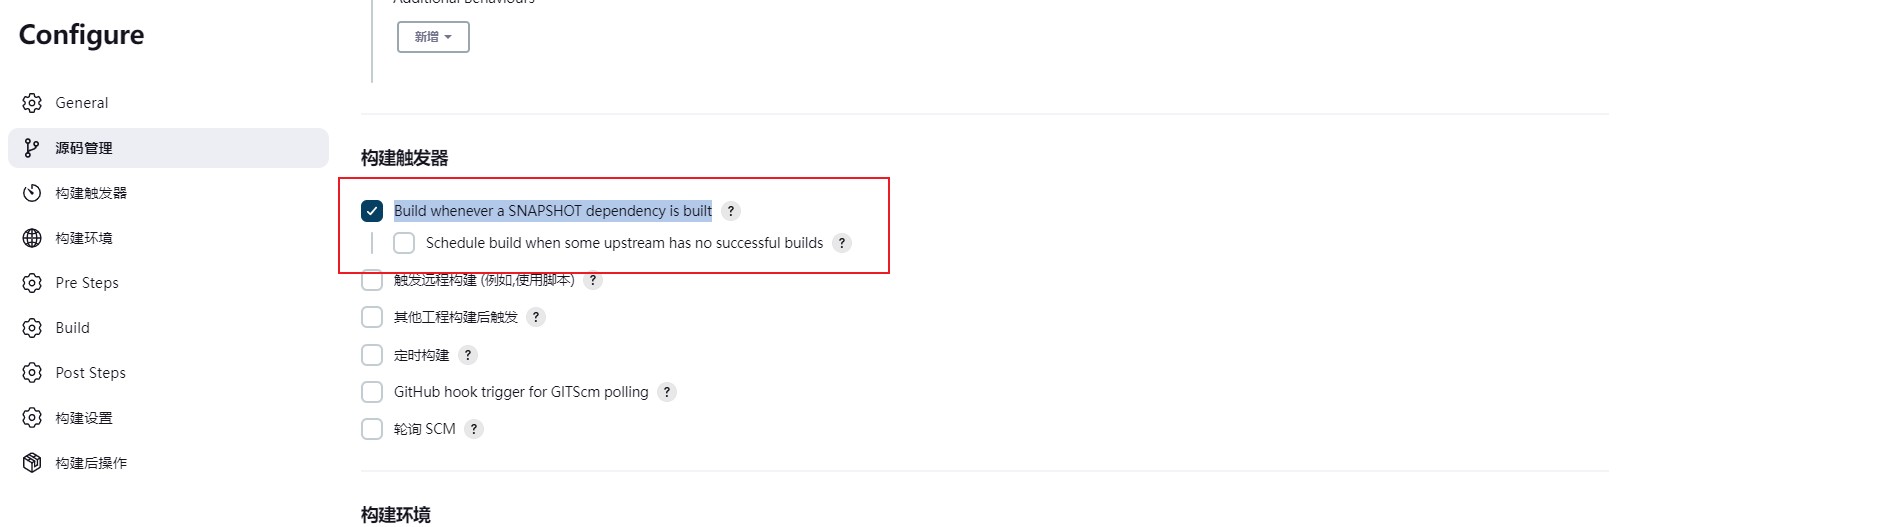 Additional Behaviours
Configure
新增
General
源码管理
构建触发器
构建环境
Pre Steps
Build
Post Steps
构建设置
构建后操作
构建触发器
Build whenever a SNAPSHOT dependency is built ?
Schedule build when some upstream has no successful builds ?
触发远程构建 (例如,使用脚本) ?
其他工程构建后触发 ?
定时构建 ?
GitHub hook trigger for GITScm polling ?
轮询 SCM ?
构建环境